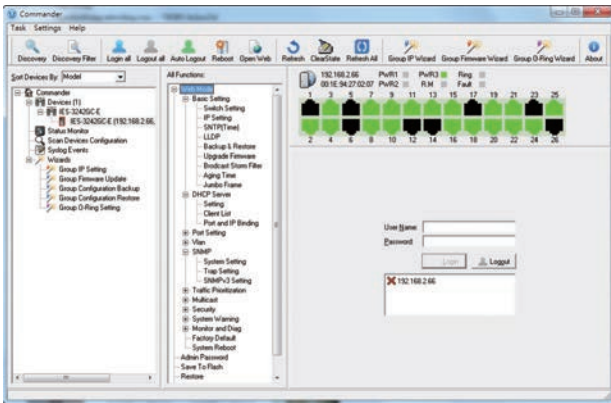 Commander
Task Settings Help
Discovery Discovery Filter Login all Logout all Auto Logout Reboot Open Web Refresh ClearState Refresh All Group IP Wizard Group Firmware Wizard Group O-Ring Wizard About
Sort Devices By: Model
Commander
Devices (1)
IES-3242GC-E
IES-3242GC-E (192.168.2.66,
Status Monitor
Scan Devices Configuration
Syslog Events
Wizards
Group IP Setting
Group Firmware Update
Group Configuration Backup
Group Configuration Restore
Group O-Ring Setting
All Functions:
Web Mode
Basic Setting
Switch Setting
IP Setting
SNTP(Time)
LLDP
Backup & Restore
Upgrade Firmware
Brodcast Storm Filter
Aging Time
Jumbo Frame
DHCP Server
Setting
Client List
Port and IP Binding
Port Setting
Vlan
SNMP
System Setting
Trap Setting
SNMPv3 Setting
Traffic Prioritization
Multicast
Security
System Warning
Monitor and Diag
Factory Default
System Reboot
Admin Password
Save To Flash
Restore
192.168.2.66 PWR1 PWR3 Ring
00:1E:94:27:02:07 PWR2 R.M Fault
1 3 5 7 9 11 13 15 17 19 21 23 25
2 4 6 8 10 12 14 16 18 20 22 24 26
User Name:
Password:
Login Logout
192.168.2.66